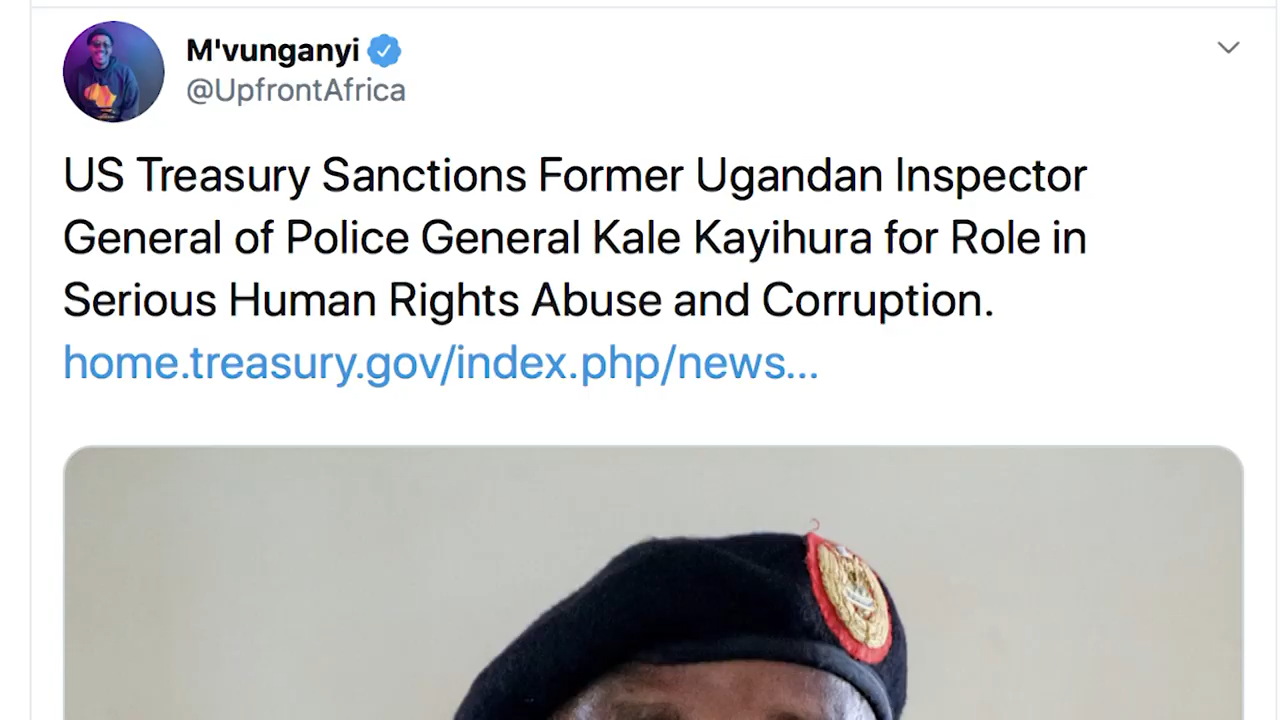 M'vunganyi
@UpfrontAfrica
US Treasury Sanctions Former Ugandan Inspector
General of Police General Kale Kayihura for Role in
Serious Human Rights Abuse and Corruption.
home.treasury.gov/index.php/news...